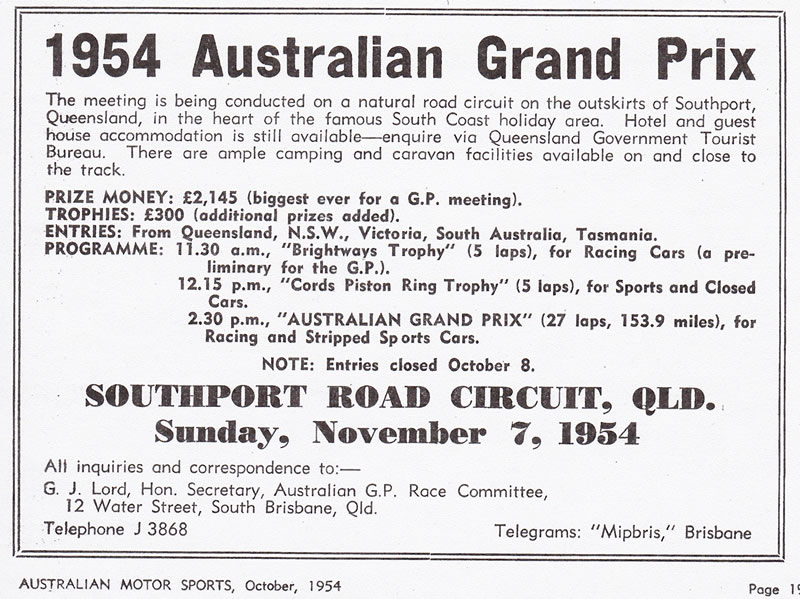 1954 Australian Grand Prix
The meeting is being conducted on a natural road circuit on the outskirts of Southport,
Queensland, in the heart of the famous South Coast holiday area. Hotel and guest
house accommodation is still available—enquire via Queensland Government Tourist
Bureau. There are ample camping and caravan facilities available on and close to
the track.
PRIZE MONEY: £2,145 (biggest ever for a G.P. meeting).
TROPHIES: £300 (additional prizes added).
ENTRIES: From Queensland, N.S.W., Victoria, South Australia, Tasmania.
PROGRAMME: 11.30 a.m., "Brightways Trophy" (5 laps), for Racing Cars (a pre-
liminary for the G.P.).
12.15 p.m., "Cords Piston Ring Trophy" (5 laps), for Sports and Closed
Cars.
2.30 p.m., "AUSTRALIAN GRAND PRIX" (27 laps, 153.9 miles), for
Racing and Stripped Sports Cars.
NOTE: Entries closed October 8.
SOUTHPORT ROAD CIRCUIT, QLD.
Sunday, November 7, 1954
All inquiries and correspondence to:—
G. J. Lord, Hon. Secretary, Australian G.P. Race Committee,
12 Water Street, South Brisbane, Qld.
Telephone J 3868 Telegrams: "Mipbris," Brisbane
AUSTRALIAN MOTOR SPORTS, October, 1954 Page